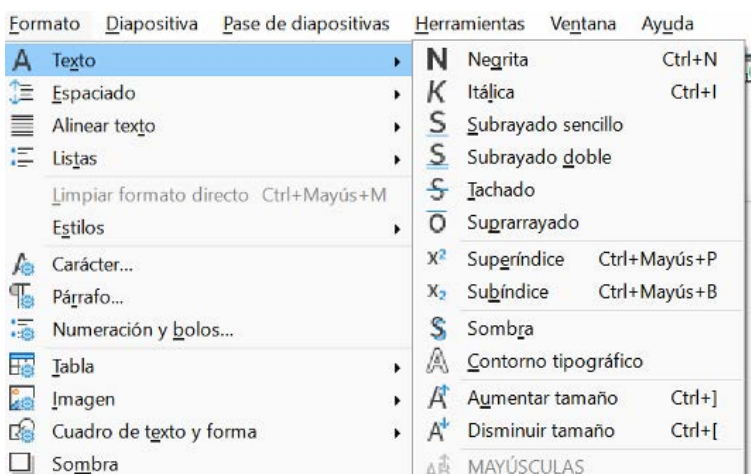 Formato Diapositiva Pase de diapositivas Herramientas Ventana Ayuda
Texto
Espaciado
Alinear texto
Listas
Limpiar formato directo Ctrl+Mayús+M
Estilos
Carácter...
Párrafo...
Numeración y bolos...
Tabla
Imagen
Cuadro de texto y forma
Sombra
Negrita Ctrl+N
Itálica Ctrl+I
Subrayado sencillo
Subrayado doble
Tachado
Suprarrayado
Superíndice Ctrl+Mayús+P
Subíndice Ctrl+Mayús+B
Sombra
Contorno tipográfico
Aumentar tamaño Ctrl+]
Disminuir tamaño Ctrl+[
MAYÚSCULAS